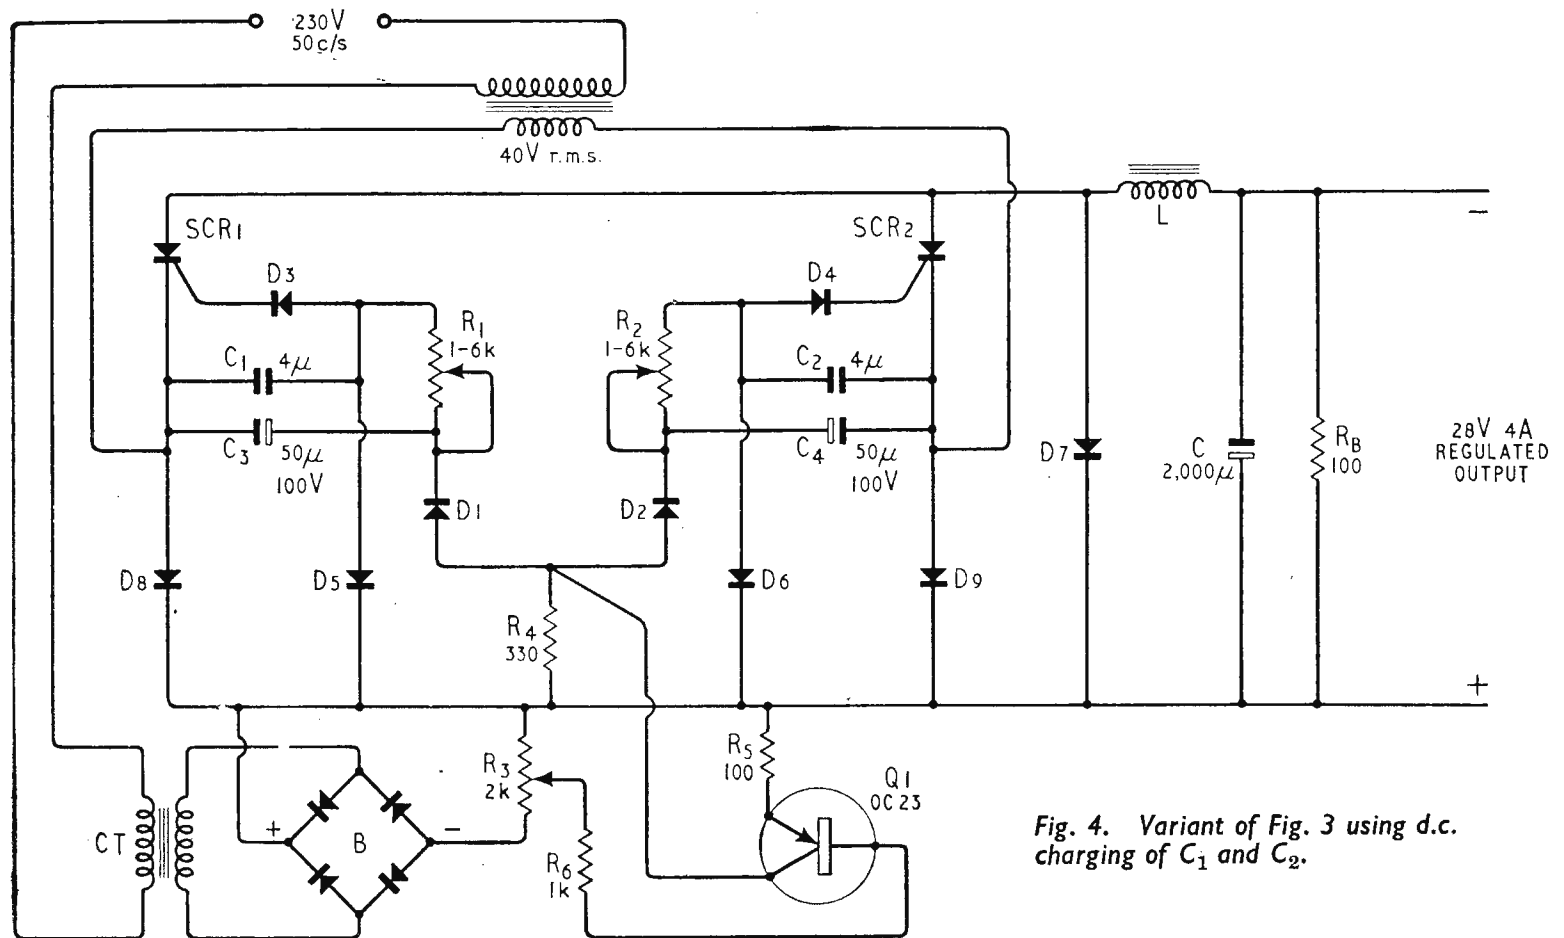 230V
50c/s
40V r.m.s.
SCR1
SCR2
L
−
D3
D4
R1
1-6k
R2
1-6k
C1 4μ
C2 4μ
C3 50μ
100V
C4 50μ
100V
D7
C
2,000μ
RB
100
28V 4A
REGULATED
OUTPUT
D1
D2
D8
D5
D6
D9
R4
330
+
R3
2k
R5
100
Q1
OC23
CT
+
B
−
R6
1k
Fig. 4. Variant of Fig. 3 using d.c.
charging of C1 and C2.